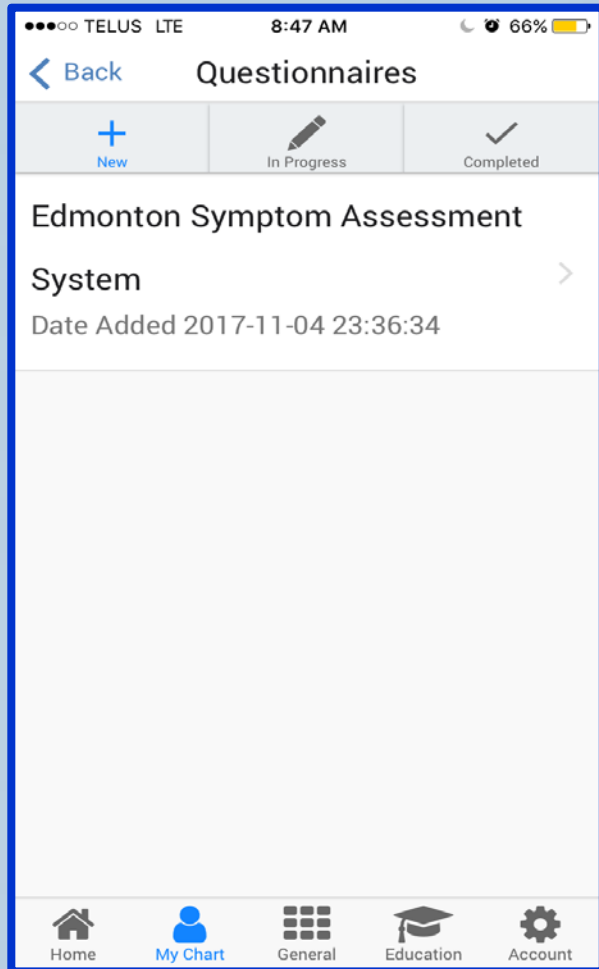 TELUS LTE 8:47 AM 66%
Back Questionnaires
New In Progress Completed
Edmonton Symptom Assessment
System
Date Added 2017-11-04 23:36:34
Home My Chart General Education Account